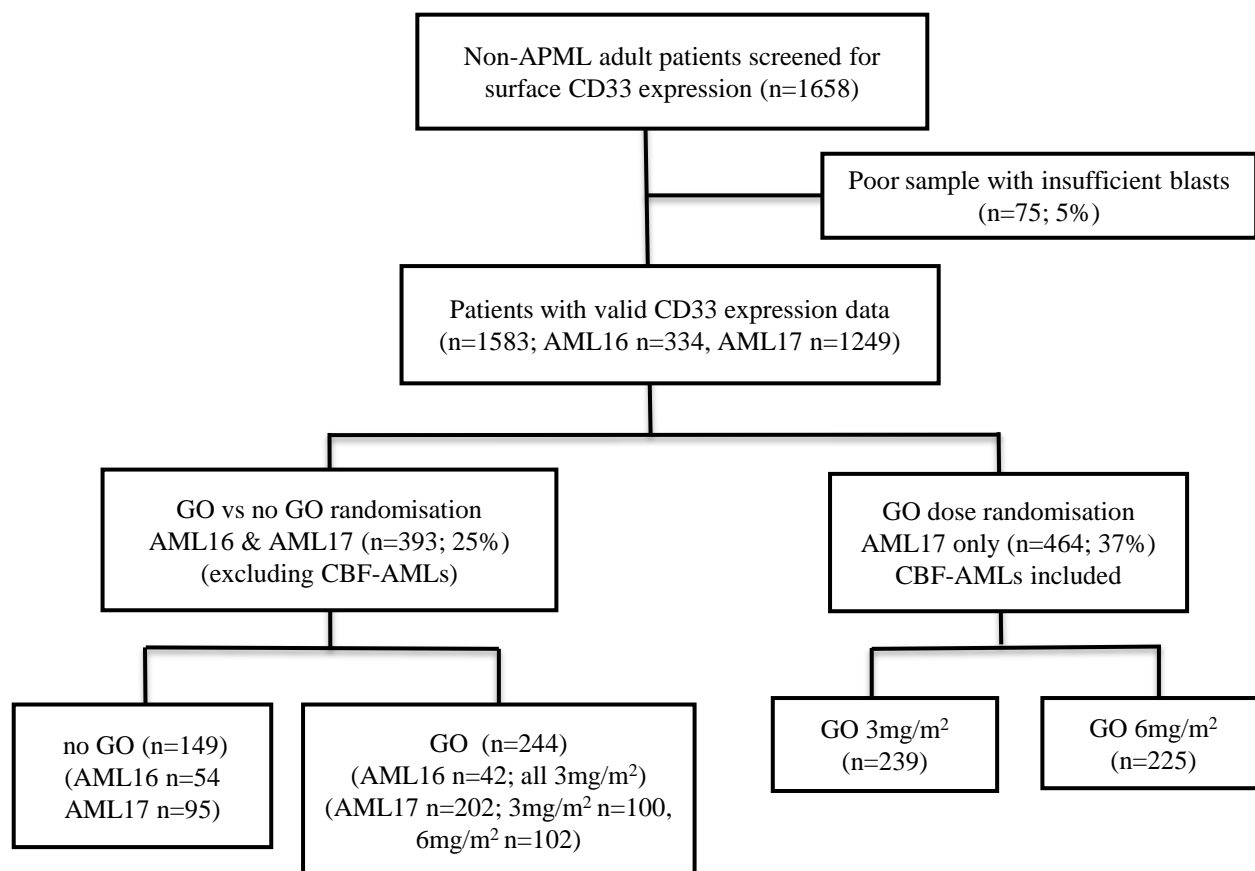 Non-APML adult patients screened for
surface CD33 expression (n=1658)
Poor sample with insufficient blasts
(n=75; 5%)
Patients with valid CD33 expression data
(n=1583; AML16 n=334, AML17 n=1249)
GO vs no GO randomisation
AML16 & AML17 (n=393; 25%)
(excluding CBF-AMLs)
GO dose randomisation
AML17 only (n=464; 37%)
CBF-AMLs included
no GO (n=149)
(AML16 n=54
AML17 n=95)
GO (n=244)
(AML16 n=42; all 3mg/m²)
(AML17 n=202; 3mg/m² n=100,
6mg/m² n=102)
GO 3mg/m²
(n=239)
GO 6mg/m²
(n=225)